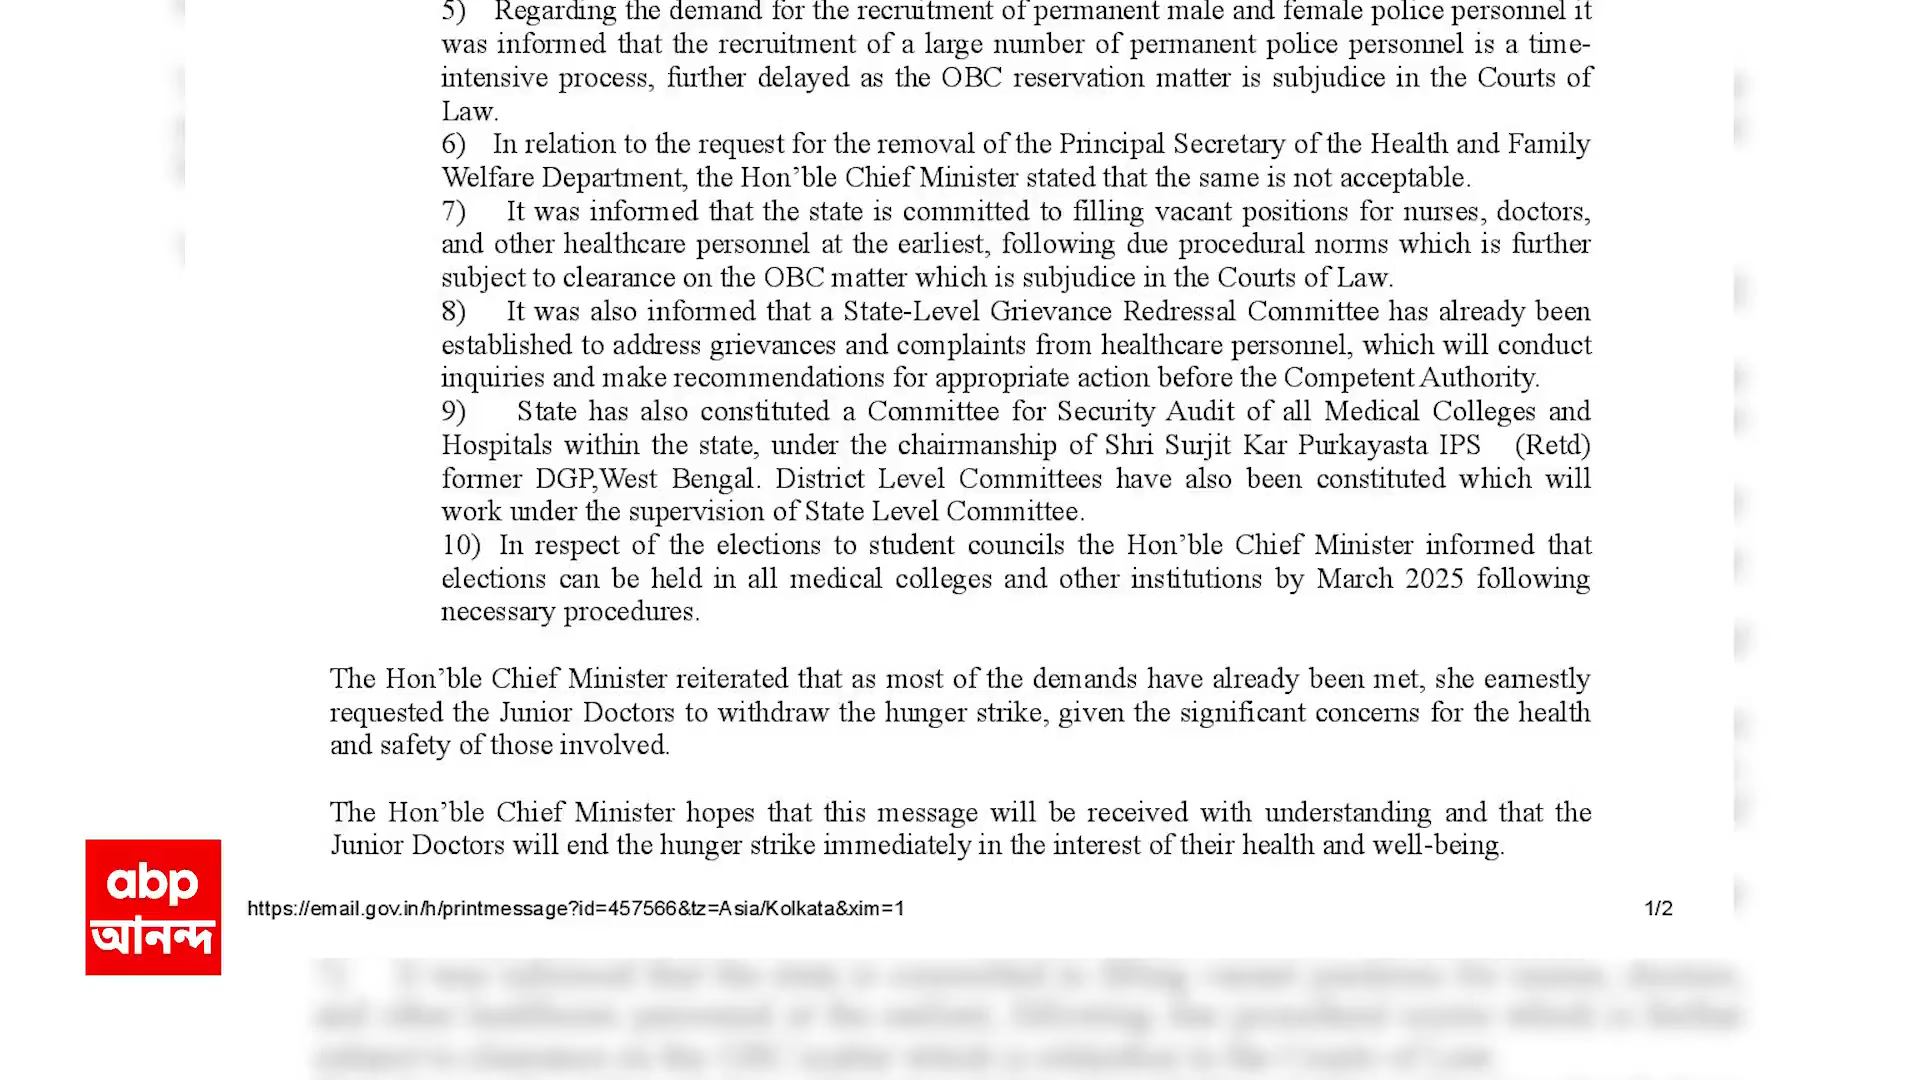 5) Regarding the demand for the recruitment of permanent male and female police personnel it
was informed that the recruitment of a large number of permanent police personnel is a time-
intensive process, further delayed as the OBC reservation matter is subjudice in the Courts of
Law.
6) In relation to the request for the removal of the Principal Secretary of the Health and Family
Welfare Department, the Hon’ble Chief Minister stated that the same is not acceptable.
7) It was informed that the state is committed to filling vacant positions for nurses, doctors,
and other healthcare personnel at the earliest, following due procedural norms which is further
subject to clearance on the OBC matter which is subjudice in the Courts of Law.
8) It was also informed that a State-Level Grievance Redressal Committee has already been
established to address grievances and complaints from healthcare personnel, which will conduct
inquiries and make recommendations for appropriate action before the Competent Authority.
9) State has also constituted a Committee for Security Audit of all Medical Colleges and
Hospitals within the state, under the chairmanship of Shri Surjit Kar Purkayasta IPS (Retd)
former DGP,West Bengal. District Level Committees have also been constituted which will
work under the supervision of State Level Committee.
10) In respect of the elections to student councils the Hon’ble Chief Minister informed that
elections can be held in all medical colleges and other institutions by March 2025 following
necessary procedures.
The Hon’ble Chief Minister reiterated that as most of the demands have already been met, she earnestly
requested the Junior Doctors to withdraw the hunger strike, given the significant concerns for the health
and safety of those involved.
The Hon’ble Chief Minister hopes that this message will be received with understanding and that the
Junior Doctors will end the hunger strike immediately in the interest of their health and well-being.
abp
আনন্দ
https://email.gov.in/h/printmessage?id=457566&tz=Asia/Kolkata&xim=1 1/2